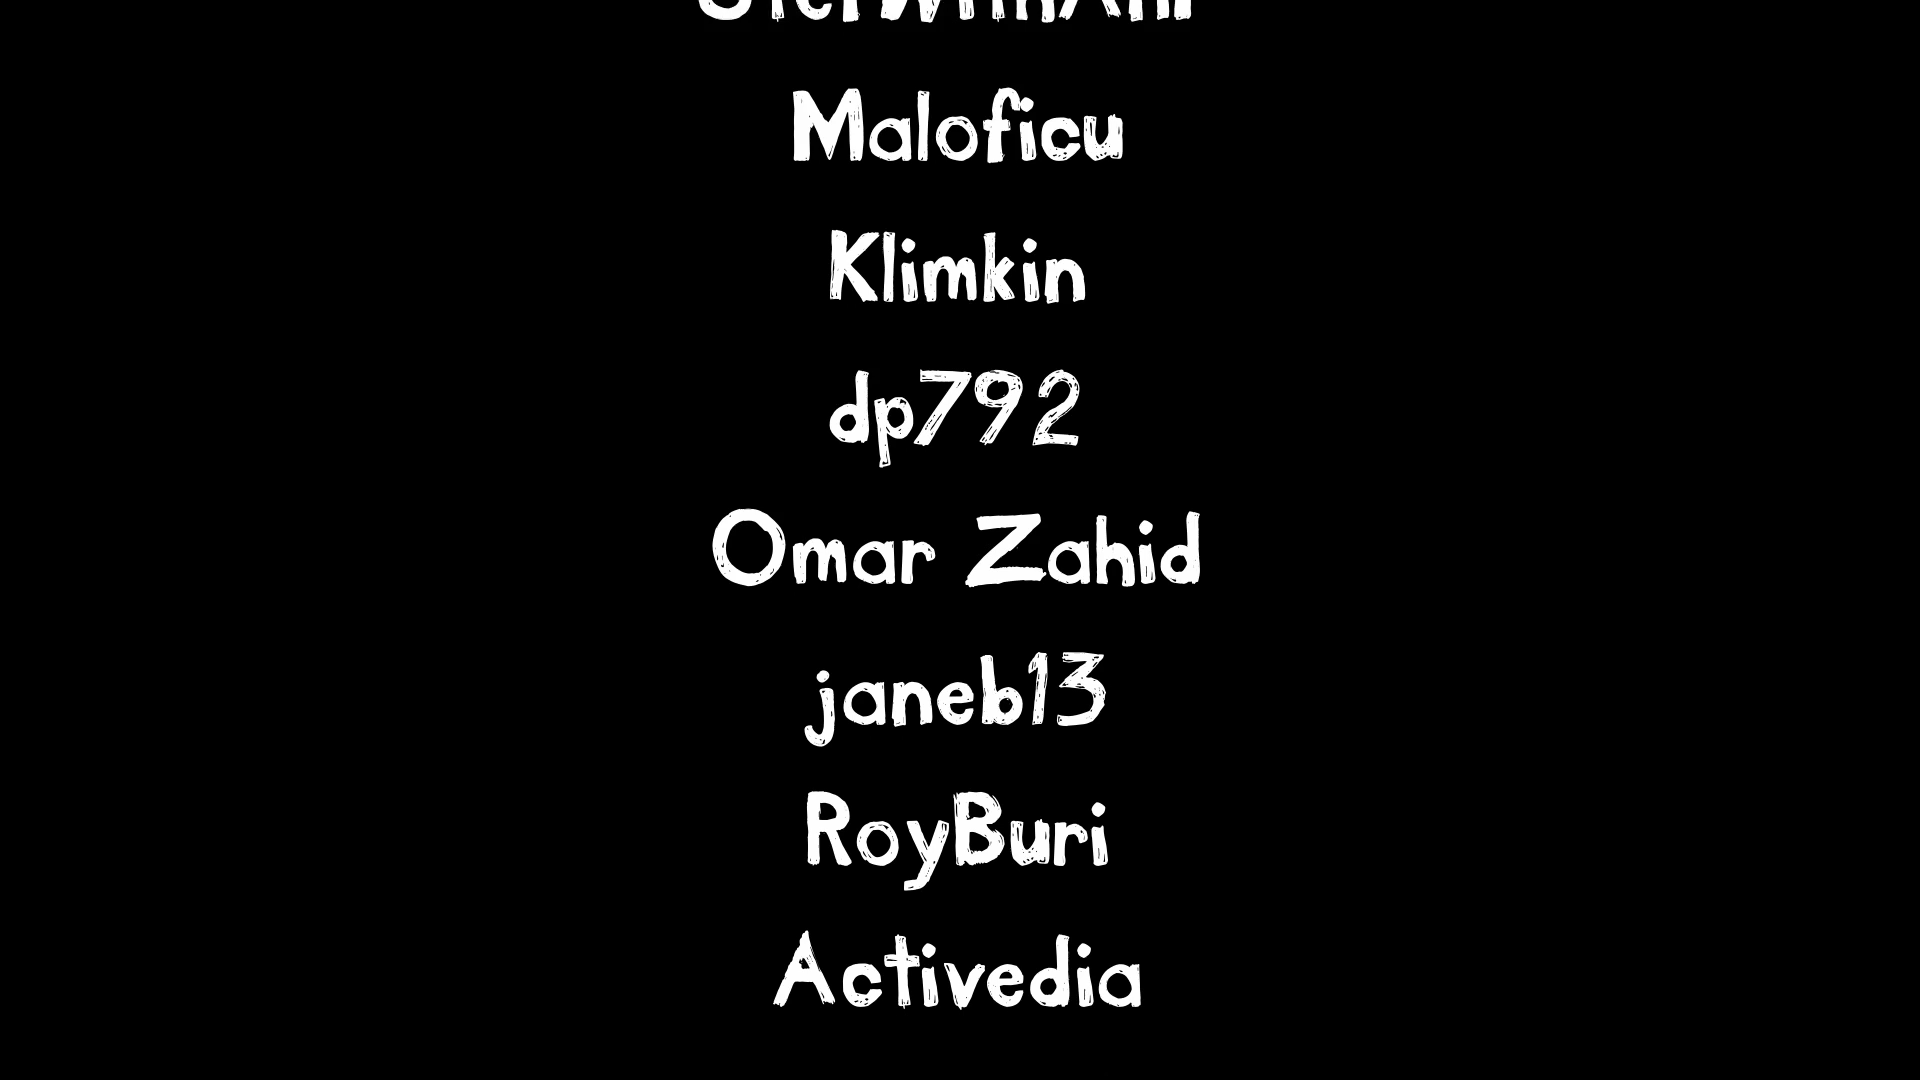 Maloficu
Klimkin
dp792
Omar Zahid
janeb13
RoyBuri
Activedia